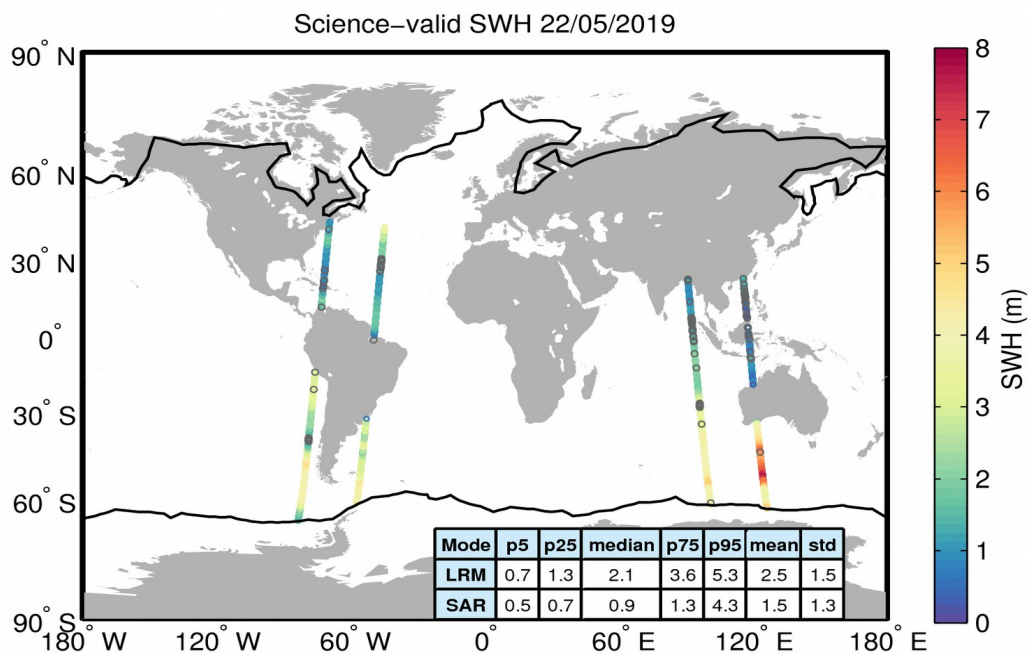 Science−valid SWH 22/05/2019
90° N
60° N
30° N
0°
30° S
60° S
90° S
180° W
120° W
60° W
0°
60° E
120° E
180° E
8
7
6
5
4
3
2
1
0
SWH (m)
Mode p5 p25 median p75 p95 mean std
LRM 0.7 1.3 2.1 3.6 5.3 2.5 1.5
SAR 0.5 0.7 0.9 1.3 4.3 1.5 1.3